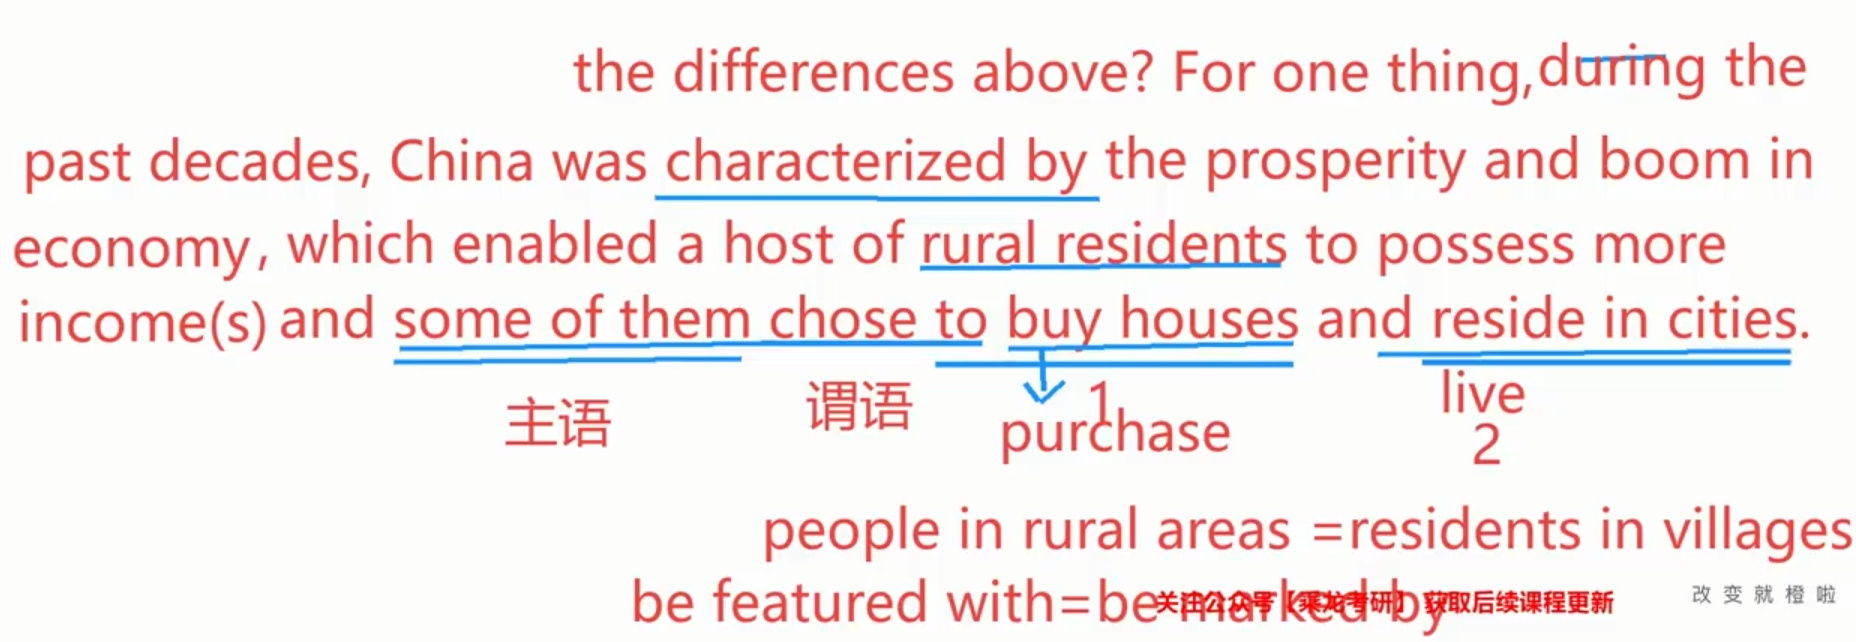 the differences above? For one thing,during the
past decades, China was characterized by the prosperity and boom in
economy, which enabled a host of rural residents to possess more
income(s) and some of them chose to buy houses and reside in cities.
主语 谓语 1 live
purchase 2
people in rural areas =residents in villages
be featured with=be marked by
关注公众号【乘龙考研】获取后续课程更新
改变就橙啦